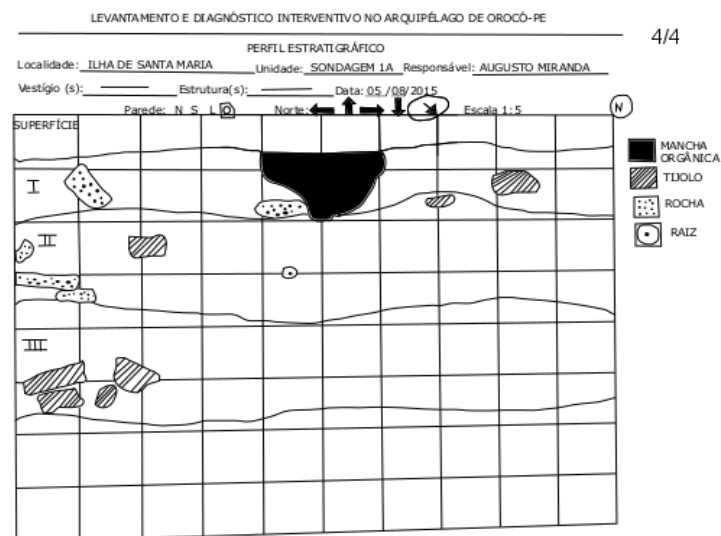 LEVANTAMENTO E DIAGNÓSTICO INTERVENTIVO NO ARQUIPÉLAGO DE OROCÓ-PE
4/4
PERFIL ESTRATIGRÁFICO
Localidade: ILHA DE SANTA MARIA Unidade: SONDAGEM 1A Responsável: AUGUSTO MIRANDA
Vestígio (s): Estrutura(s): Data: 05 /08/2015
Parede: N S L O Norte: Escala 1:5
N
SUPERFÍCIE
I
II
III
MANCHA
ORGÂNICA
TIJOLO
ROCHA
RAIZ